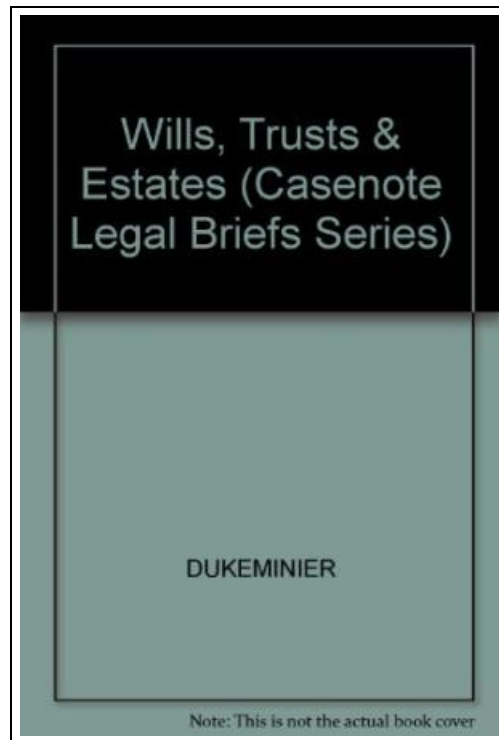 Wills, Trusts &
Estates (Casenote
Legal Briefs Series)
DUKEMINIER
Note: This is not the actual book cover